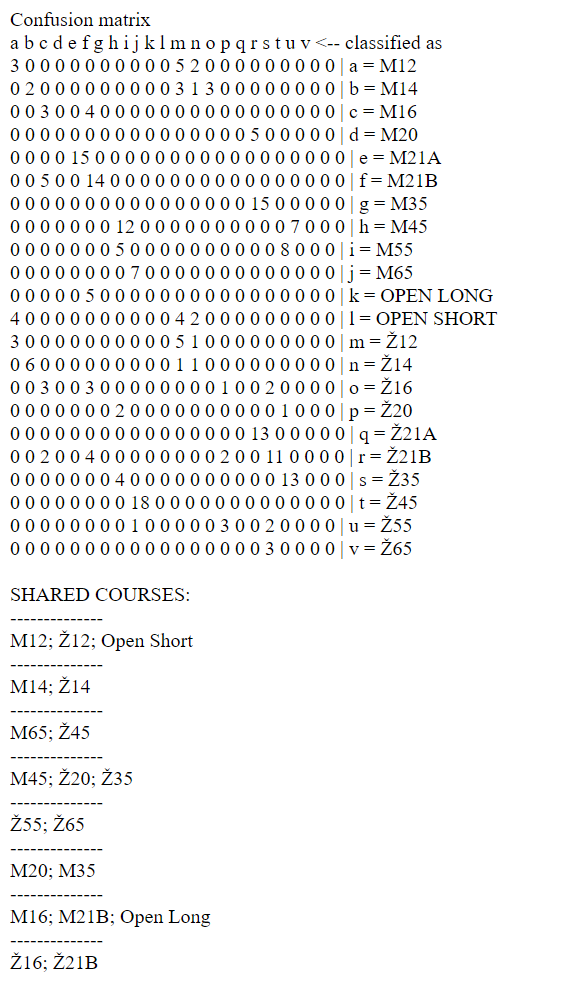 Confusion matrix
a b c d e f g h i j k l m n o p q r s t u v <-- classified as
3 0 0 0 0 0 0 0 0 0 0 5 2 0 0 0 0 0 0 0 0 0 | a = M12
0 2 0 0 0 0 0 0 0 0 0 3 1 3 0 0 0 0 0 0 0 0 | b = M14
0 0 3 0 0 4 0 0 0 0 0 0 0 0 0 0 0 0 0 0 0 0 | c = M16
0 0 0 0 0 0 0 0 0 0 0 0 0 0 0 0 5 0 0 0 0 0 | d = M20
0 0 0 0 15 0 0 0 0 0 0 0 0 0 0 0 0 0 0 0 0 0 | e = M21A
0 0 5 0 0 14 0 0 0 0 0 0 0 0 0 0 0 0 0 0 0 0 | f = M21B
0 0 0 0 0 0 0 0 0 0 0 0 0 0 0 0 15 0 0 0 0 0 | g = M35
0 0 0 0 0 0 0 12 0 0 0 0 0 0 0 0 0 0 7 0 0 0 | h = M45
0 0 0 0 0 0 0 5 0 0 0 0 0 0 0 0 0 0 8 0 0 0 | i = M55
0 0 0 0 0 0 0 0 7 0 0 0 0 0 0 0 0 0 0 0 0 0 | j = M65
0 0 0 0 0 5 0 0 0 0 0 0 0 0 0 0 0 0 0 0 0 0 | k = OPEN LONG
4 0 0 0 0 0 0 0 0 0 0 4 2 0 0 0 0 0 0 0 0 0 | l = OPEN SHORT
3 0 0 0 0 0 0 0 0 0 0 5 1 0 0 0 0 0 0 0 0 0 | m = Ž12
0 6 0 0 0 0 0 0 0 0 0 1 1 0 0 0 0 0 0 0 0 0 | n = Ž14
0 0 3 0 0 3 0 0 0 0 0 0 0 0 1 0 0 2 0 0 0 0 | o = Ž16
0 0 0 0 0 0 0 2 0 0 0 0 0 0 0 0 0 0 1 0 0 0 | p = Ž20
0 0 0 0 0 0 0 0 0 0 0 0 0 0 0 0 13 0 0 0 0 0 | q = Ž21A
0 0 2 0 0 4 0 0 0 0 0 0 0 0 2 0 0 11 0 0 0 0 | r = Ž21B
0 0 0 0 0 0 0 4 0 0 0 0 0 0 0 0 0 0 13 0 0 0 | s = Ž35
0 0 0 0 0 0 0 0 18 0 0 0 0 0 0 0 0 0 0 0 0 0 | t = Ž45
0 0 0 0 0 0 0 0 1 0 0 0 0 0 3 0 0 2 0 0 0 0 | u = Ž55
0 0 0 0 0 0 0 0 0 0 0 0 0 0 0 0 0 3 0 0 0 0 | v = Ž65
SHARED COURSES:
--------------
M12; Ž12; Open Short
--------------
M14; Ž14
--------------
M65; Ž45
--------------
M45; Ž20; Ž35
--------------
Ž55; Ž65
--------------
M20; M35
--------------
M16; M21B; Open Long
--------------
Ž16; Ž21B